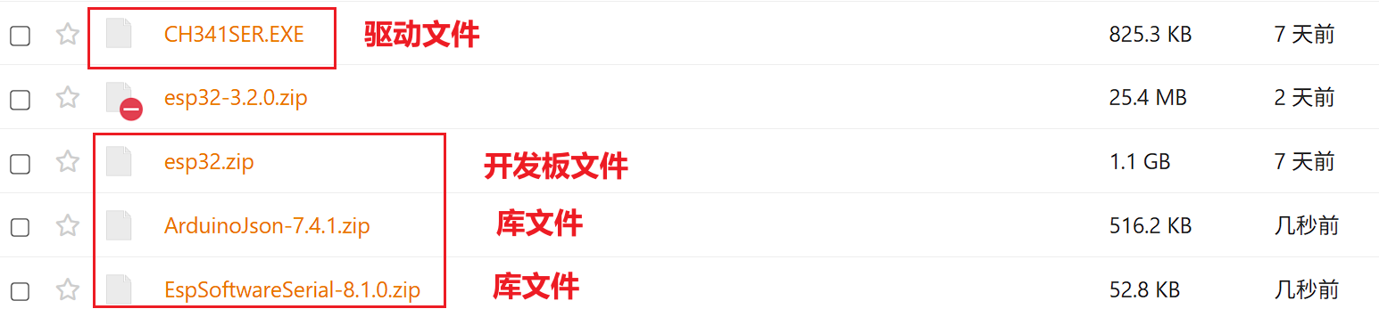 CH341SER.EXE 驱动文件 825.3 KB 7 天前
esp32-3.2.0.zip 25.4 MB 2 天前
esp32.zip 开发板文件 1.1 GB 7 天前
ArduinoJson-7.4.1.zip 库文件 516.2 KB 几秒前
EspSoftwareSerial-8.1.0.zip 库文件 52.8 KB 几秒前